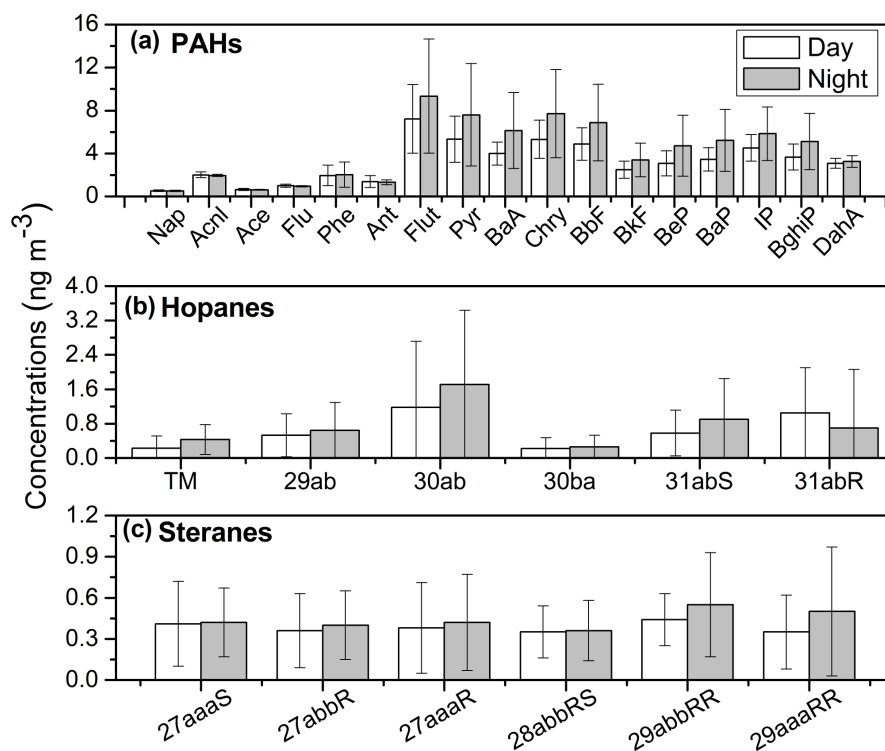 Concentrations (ng m⁻³)
(a) PAHs
Day
Night
16
12
8
4
0
Nap Acnl Ace Flu Phe Ant Flut Pyr BaA Chry BbF BkF BeP BaP IP BghiP DahA
(b) Hopanes
4.0
3.2
2.4
1.6
0.8
0.0
TM 29ab 30ab 30ba 31abS 31abR
(c) Steranes
1.2
0.9
0.6
0.3
0.0
27aaaS 27abbR 27aaaR 28abbRS 29abbRR 29aaaRR